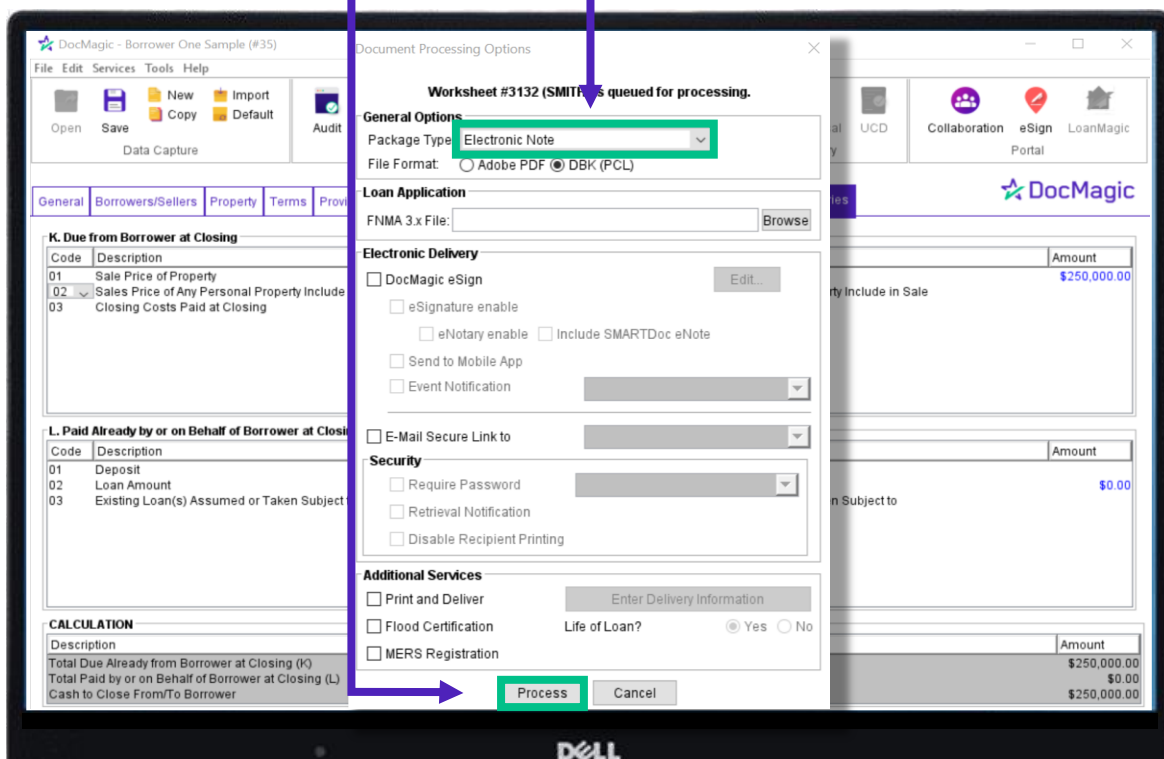 DocMagic - Borrower One Sample (#35)
File Edit Services Tools Help
Open
Save
New
Copy
Import
Default
Data Capture
Audit
UCD
Collaboration
eSign
LoanMagic
Portal
General
Borrowers/Sellers
Property
Terms
DocMagic
K. Due from Borrower at Closing
Code Description
Amount
01 Sale Price of Property
$250,000.00
02 Sales Price of Any Personal Property Include
Include in Sale
03 Closing Costs Paid at Closing
L. Paid Already by or on Behalf of Borrower at
Code Description
Amount
01 Deposit
02 Loan Amount
$0.00
03 Existing Loan(s) Assumed or Taken Subject
Subject to
CALCULATION
Description
Amount
Total Due Already from Borrower at Closing (K)
$250,000.00
Total Paid by or on Behalf of Borrower at Closing (L)
$0.00
Cash to Close From/To Borrower
$250,000.00
Document Processing Options
Worksheet #3132 (SMITH queued for processing.
General Options
Package Type Electronic Note
File Format: Adobe PDF DBK (PCL)
Loan Application
FNMA 3.x File: Browse
Electronic Delivery
DocMagic eSign Edit...
eSignature enable
eNotary enable Include SMARTDoc eNote
Send to Mobile App
Event Notification
E-Mail Secure Link to
Security
Require Password
Retrieval Notification
Disable Recipient Printing
Additional Services
Print and Deliver Enter Delivery Information
Flood Certification Life of Loan? Yes No
MERS Registration
Process Cancel
DELL